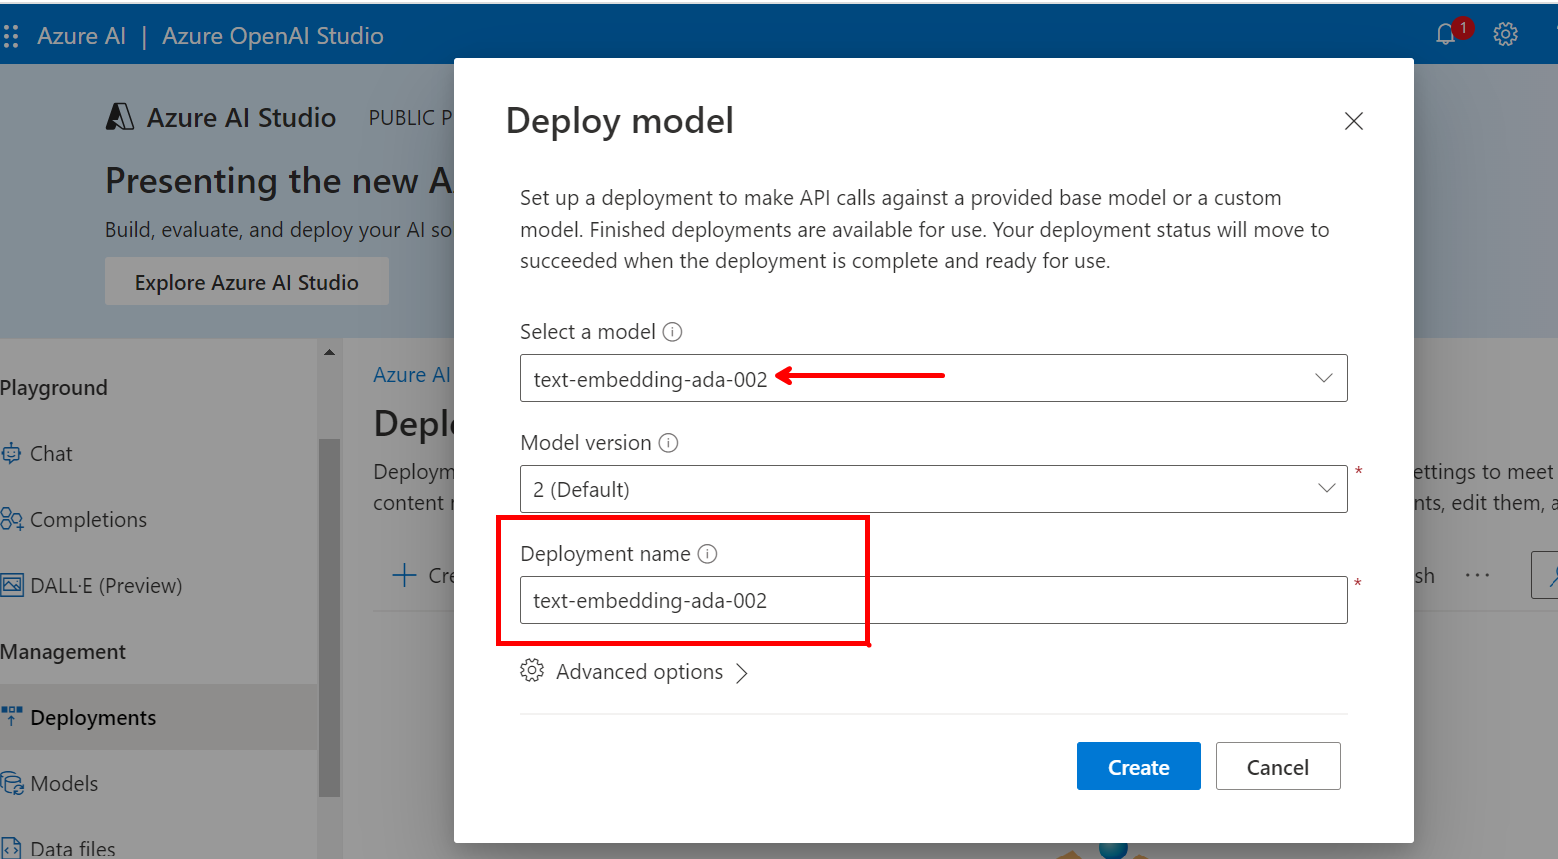 Azure AI | Azure OpenAI Studio
1
Azure AI Studio PUBLIC P
Presenting the new A
Build, evaluate, and deploy your AI so
Explore Azure AI Studio
Playground
Chat
Completions
DALL·E (Preview)
Management
Deployments
Models
Data files
Azure AI
Deplo
Deploym
content
+ Cre
ettings to meet
nts, edit them, a
sh ···
Deploy model
Set up a deployment to make API calls against a provided base model or a custom
model. Finished deployments are available for use. Your deployment status will move to
succeeded when the deployment is complete and ready for use.
Select a model
text-embedding-ada-002
Model version
2 (Default) *
Deployment name
text-embedding-ada-002 *
Advanced options
Create
Cancel